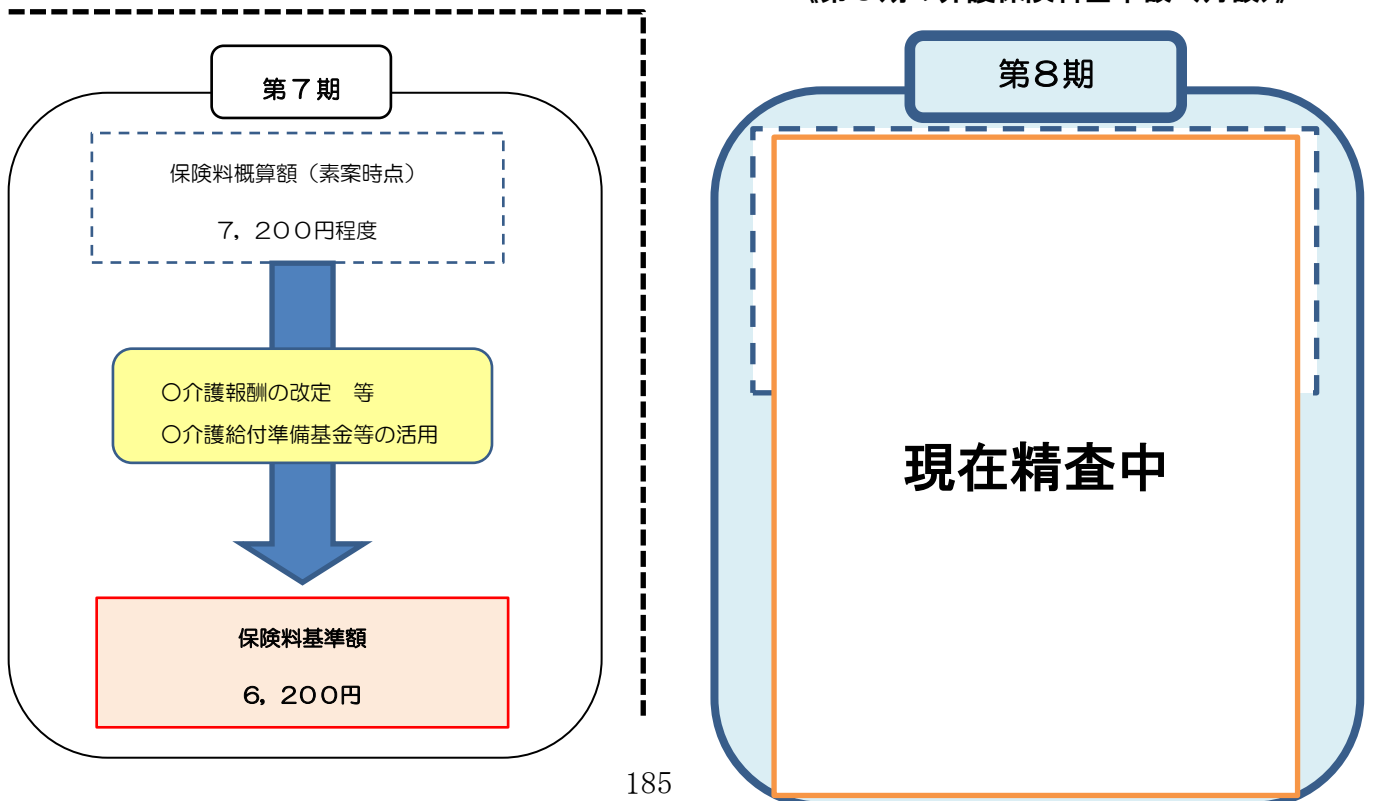 第７期
保険料概算額（素案時点）
７，２００円程度
〇介護報酬の改定　等
〇介護給付準備基金等の活用
保険料基準額
６，２００円
第８期
現在精査中
185